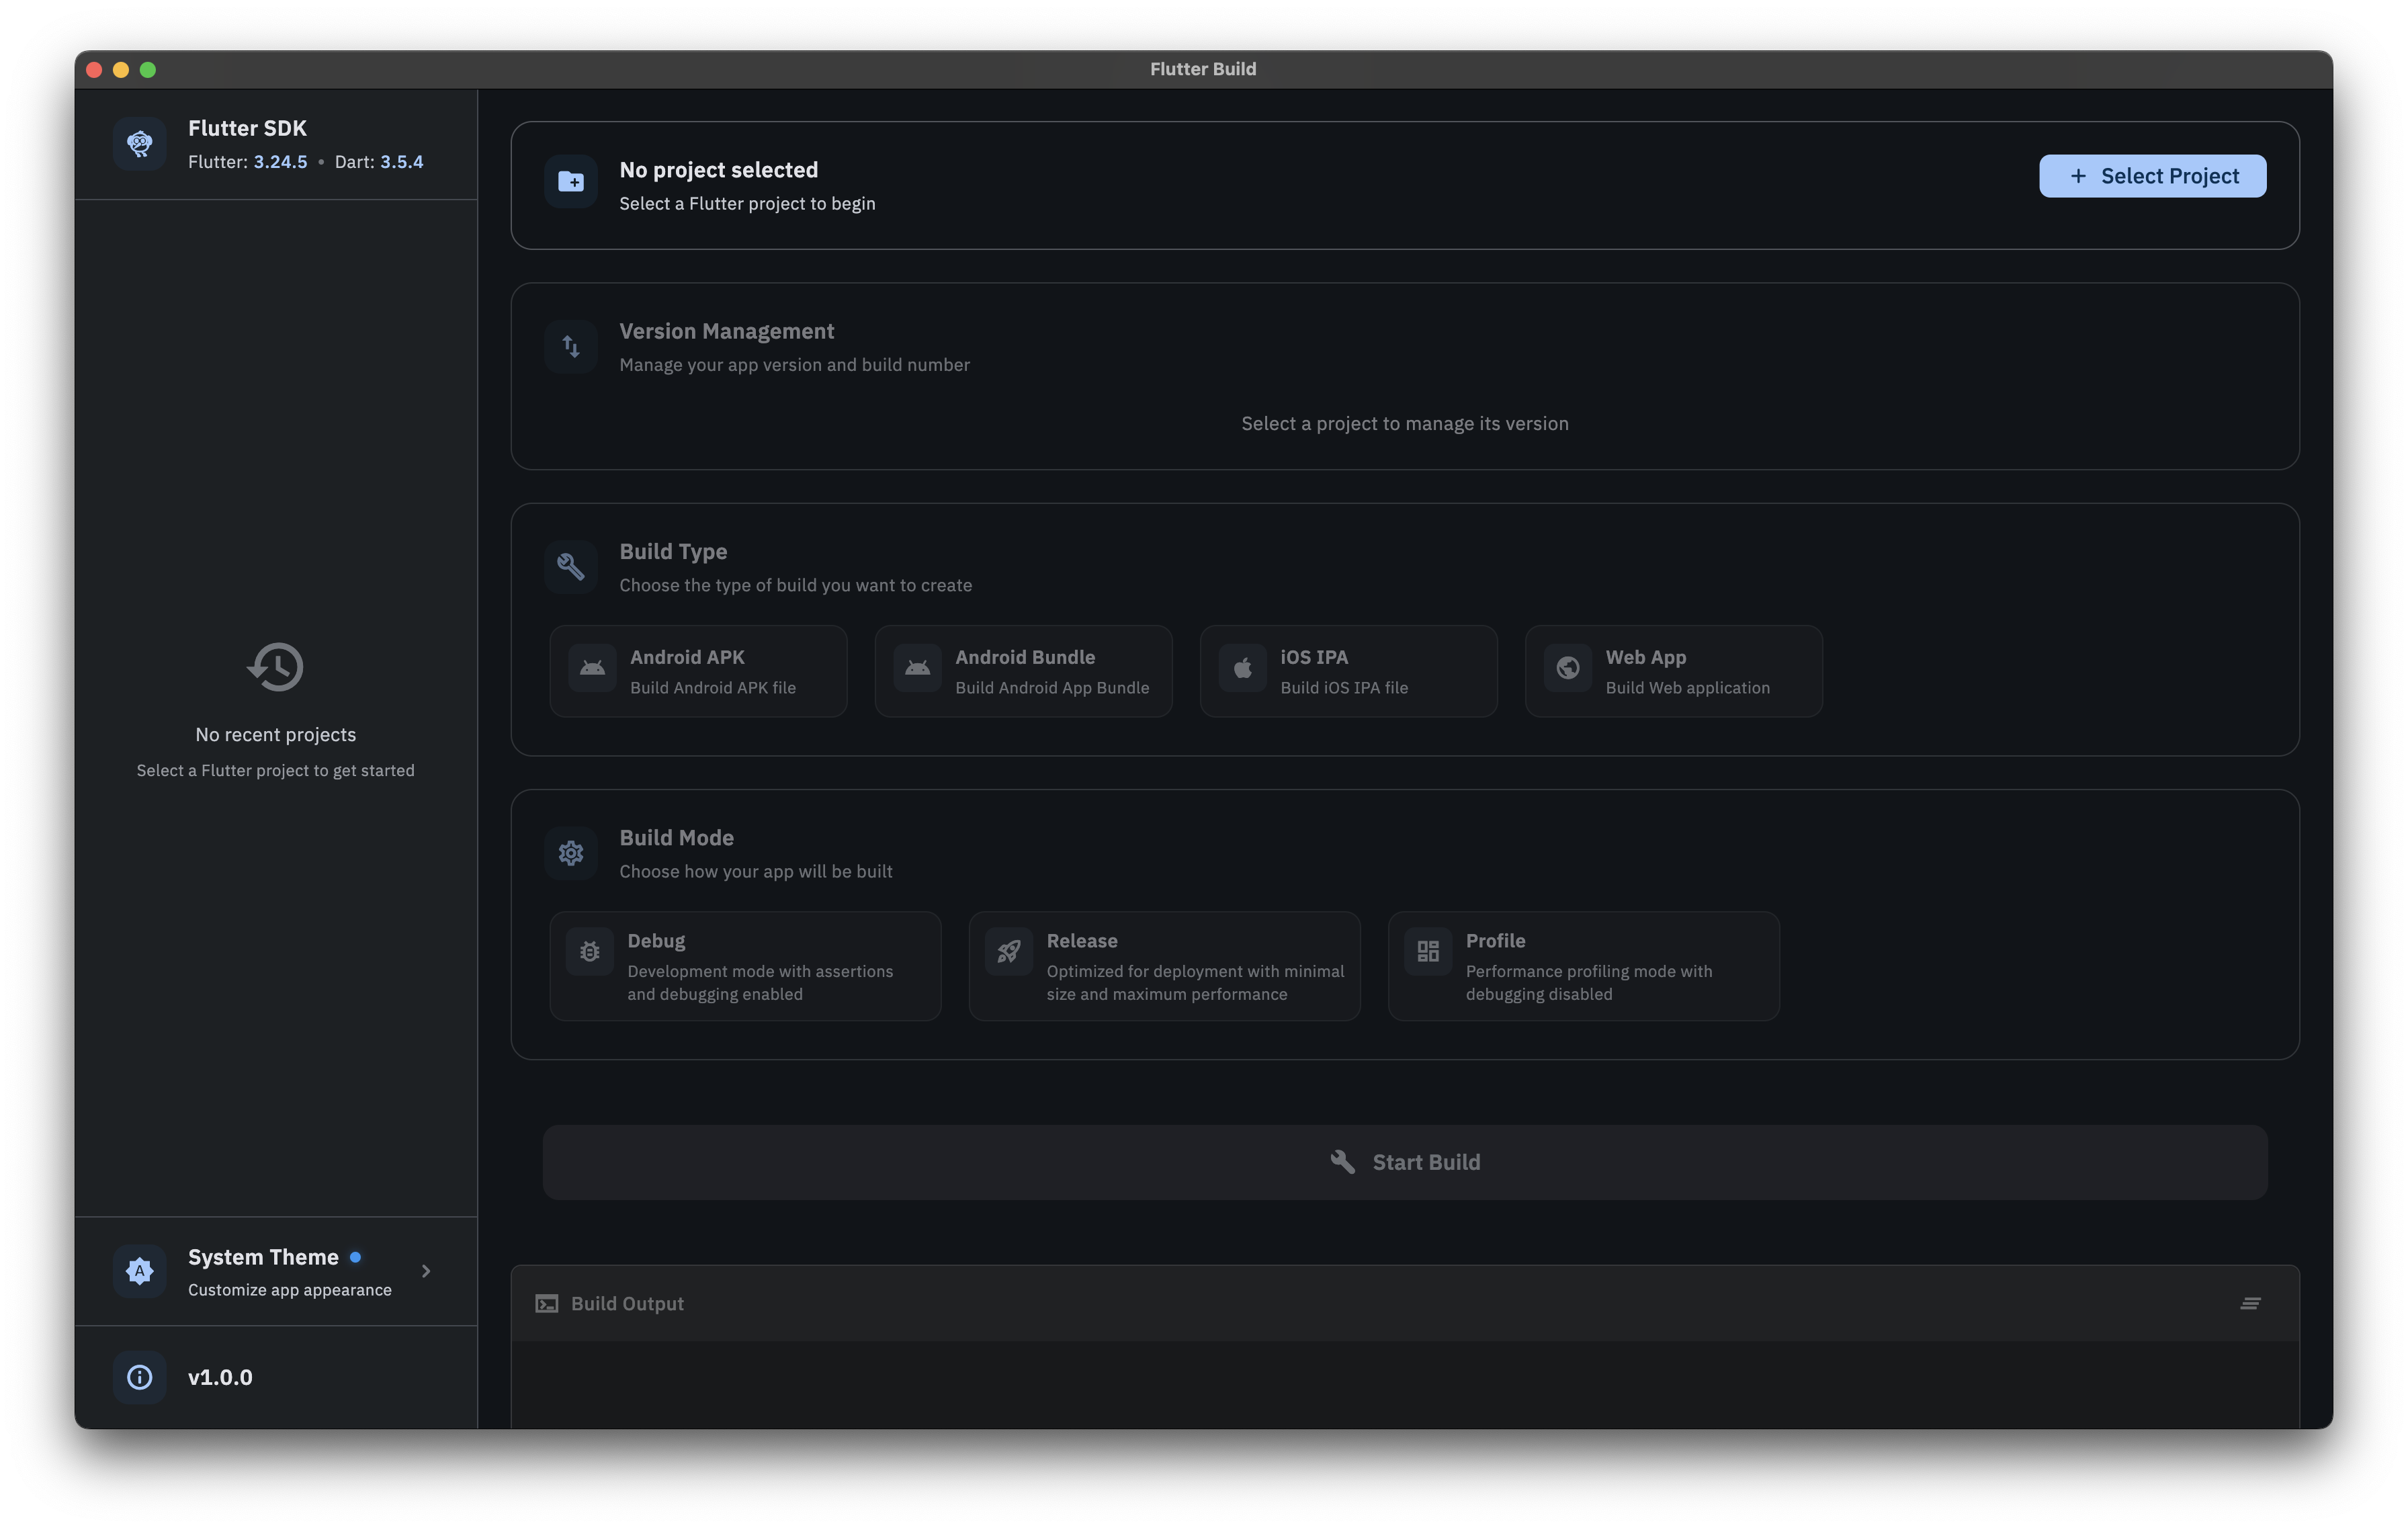 Flutter Build
Flutter SDK
Flutter: 3.24.5 • Dart: 3.5.4
No recent projects
Select a Flutter project to get started
System Theme
Customize app appearance
v1.0.0
No project selected
Select a Flutter project to begin
+ Select Project
Version Management
Manage your app version and build number
Select a project to manage its version
Build Type
Choose the type of build you want to create
Android APK
Build Android APK file
Android Bundle
Build Android App Bundle
iOS IPA
Build iOS IPA file
Web App
Build Web application
Build Mode
Choose how your app will be built
Debug
Development mode with assertions
and debugging enabled
Release
Optimized for deployment with minimal
size and maximum performance
Profile
Performance profiling mode with
debugging disabled
Start Build
Build Output